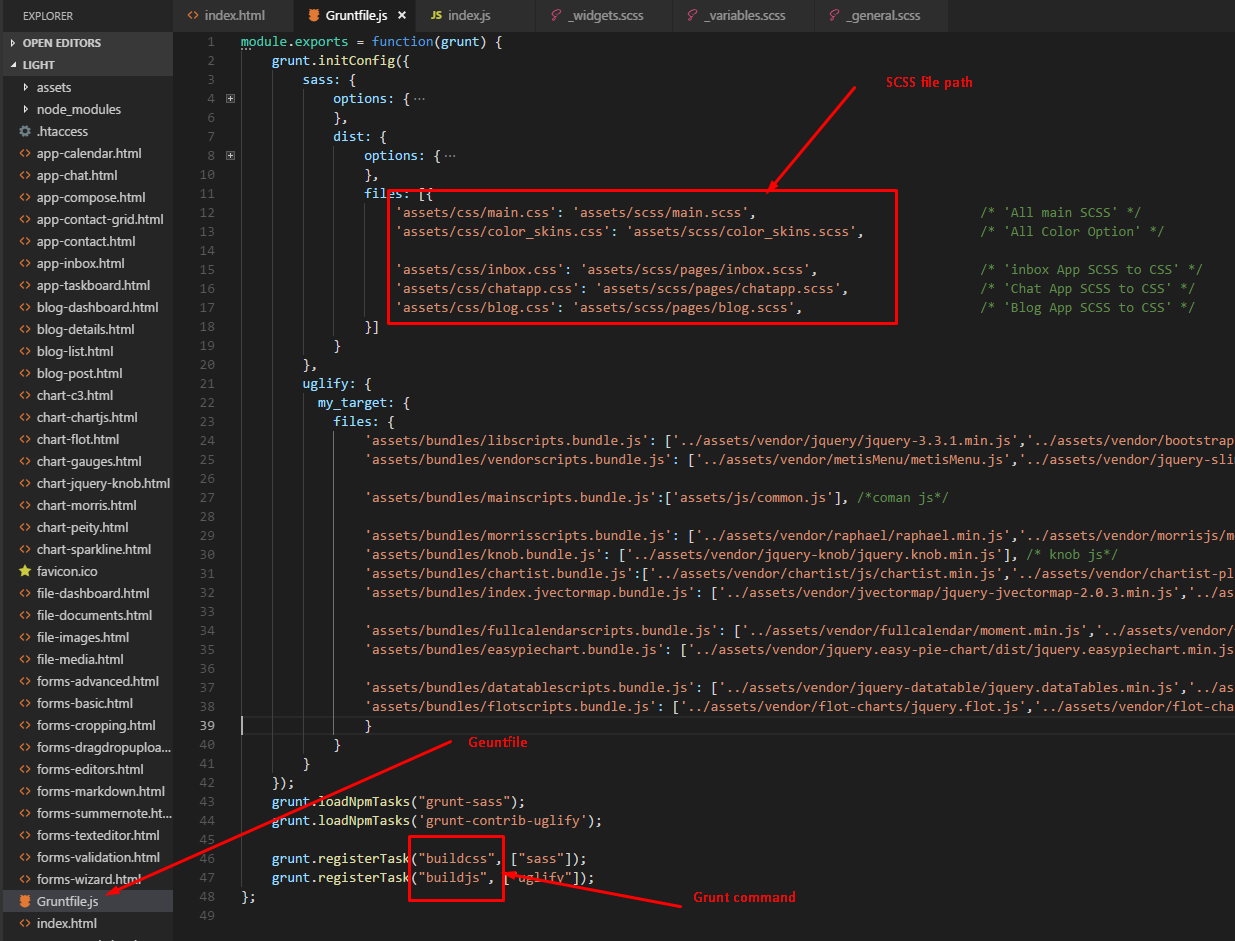 EXPLORER
OPEN EDITORS
LIGHT
assets
node_modules
.htaccess
app-calendar.html
app-chat.html
app-compose.html
app-contact-grid.html
app-contact.html
app-inbox.html
app-taskboard.html
blog-dashboard.html
blog-details.html
blog-list.html
blog-post.html
chart-c3.html
chart-chartjs.html
chart-flot.html
chart-gauges.html
chart-jquery-knob.html
chart-morris.html
chart-peity.html
chart-sparkline.html
favicon.ico
file-dashboard.html
file-documents.html
file-images.html
file-media.html
forms-advanced.html
forms-basic.html
forms-cropping.html
forms-dragdropuploa...
forms-editors.html
forms-markdown.html
forms-summernote.ht...
forms-texteditor.html
forms-validation.html
forms-wizard.html
Gruntfile.js
index.html
index.html Gruntfile.js × JS index.js _widgets.scss _variables.scss _general.scss
1 module.exports = function(grunt) {
2 grunt.initConfig({
3 sass: {
4 options: { ...
6 },
7 dist: {
8 options: { ...
10 },
11 files: [{
12 'assets/css/main.css': 'assets/scss/main.scss', /* 'All main SCSS' */
13 'assets/css/color_skins.css': 'assets/scss/color_skins.scss', /* 'All Color Option' */
14
15 'assets/css/inbox.css': 'assets/scss/pages/inbox.scss', /* 'inbox App SCSS to CSS' */
16 'assets/css/chatapp.css': 'assets/scss/pages/chatapp.scss', /* 'Chat App SCSS to CSS' */
17 'assets/css/blog.css': 'assets/scss/pages/blog.scss', /* 'Blog App SCSS to CSS' */
18 }]
19 }
20 },
21 uglify: {
22 my_target: {
23 files: {
24 'assets/bundles/libscripts.bundle.js': ['../assets/vendor/jquery/jquery-3.3.1.min.js','../assets/vendor/bootstrap
25 'assets/bundles/vendorscripts.bundle.js': ['../assets/vendor/metisMenu/metisMenu.js','../assets/vendor/jquery-sli
26
27 'assets/bundles/mainscripts.bundle.js':['assets/js/common.js'], /*coman js*/
28
29 'assets/bundles/morrisscripts.bundle.js': ['../assets/vendor/raphael/raphael.min.js','../assets/vendor/morrisjs/m
30 'assets/bundles/knob.bundle.js': ['../assets/vendor/jquery-knob/jquery.knob.min.js'], /* knob js*/
31 'assets/bundles/chartist.bundle.js':['../assets/vendor/chartist/js/chartist.min.js','../assets/vendor/chartist-pl
32 'assets/bundles/index.jvectormap.bundle.js': ['../assets/vendor/jvectormap/jquery-jvectormap-2.0.3.min.js','../as
33
34 'assets/bundles/fullcalendarscripts.bundle.js': ['../assets/vendor/fullcalendar/moment.min.js','../assets/vendor/
35 'assets/bundles/easypiechart.bundle.js': ['../assets/vendor/jquery.easy-pie-chart/dist/jquery.easypiechart.min.js
36
37 'assets/bundles/datatablescripts.bundle.js': ['../assets/vendor/jquery-datatable/jquery.dataTables.min.js','../as
38 'assets/bundles/flotscripts.bundle.js': ['../assets/vendor/flot-charts/jquery.flot.js','../assets/vendor/flot-cha
39 }
40 }
41 }
42 });
43 grunt.loadNpmTasks("grunt-sass");
44 grunt.loadNpmTasks('grunt-contrib-uglify');
45
46 grunt.registerTask("buildcss", ["sass"]);
47 grunt.registerTask("buildjs", ["uglify"]);
48 };
49
SCSS file path
Geuntfile
Grunt command